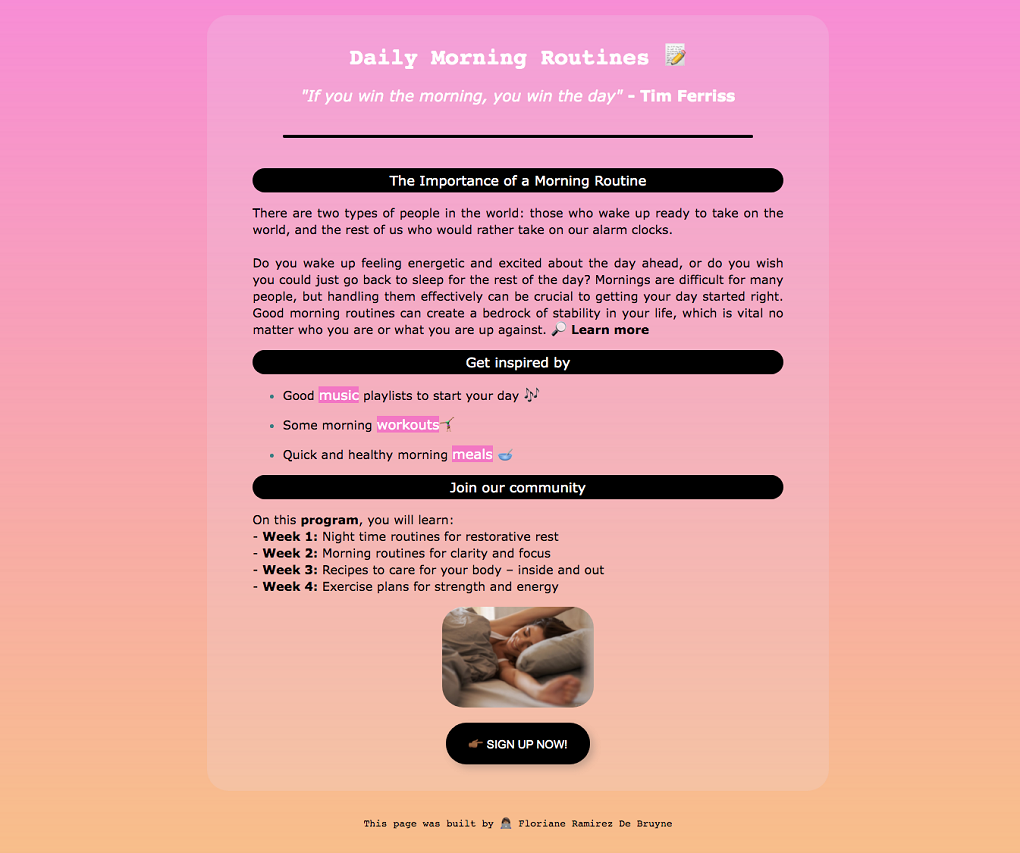 Daily Morning Routines 📝
"If you win the morning, you win the day" - Tim Ferriss
The Importance of a Morning Routine
There are two types of people in the world: those who wake up ready to take on the
world, and the rest of us who would rather take on our alarm clocks.
Do you wake up feeling energetic and excited about the day ahead, or do you wish
you could just go back to sleep for the rest of the day? Mornings are difficult for many
people, but handling them effectively can be crucial to getting your day started right.
Good morning routines can create a bedrock of stability in your life, which is vital no
matter who you are or what you are up against. 🔎 Learn more
Get inspired by
• Good music playlists to start your day 🎶
• Some morning workouts🤸🏽‍♂️
• Quick and healthy morning meals 🥣
Join our community
On this program, you will learn:
- Week 1: Night time routines for restorative rest
- Week 2: Morning routines for clarity and focus
- Week 3: Recipes to care for your body – inside and out
- Week 4: Exercise plans for strength and energy
👉🏾 SIGN UP NOW!
This page was built by Floriane Ramirez De Bruyne